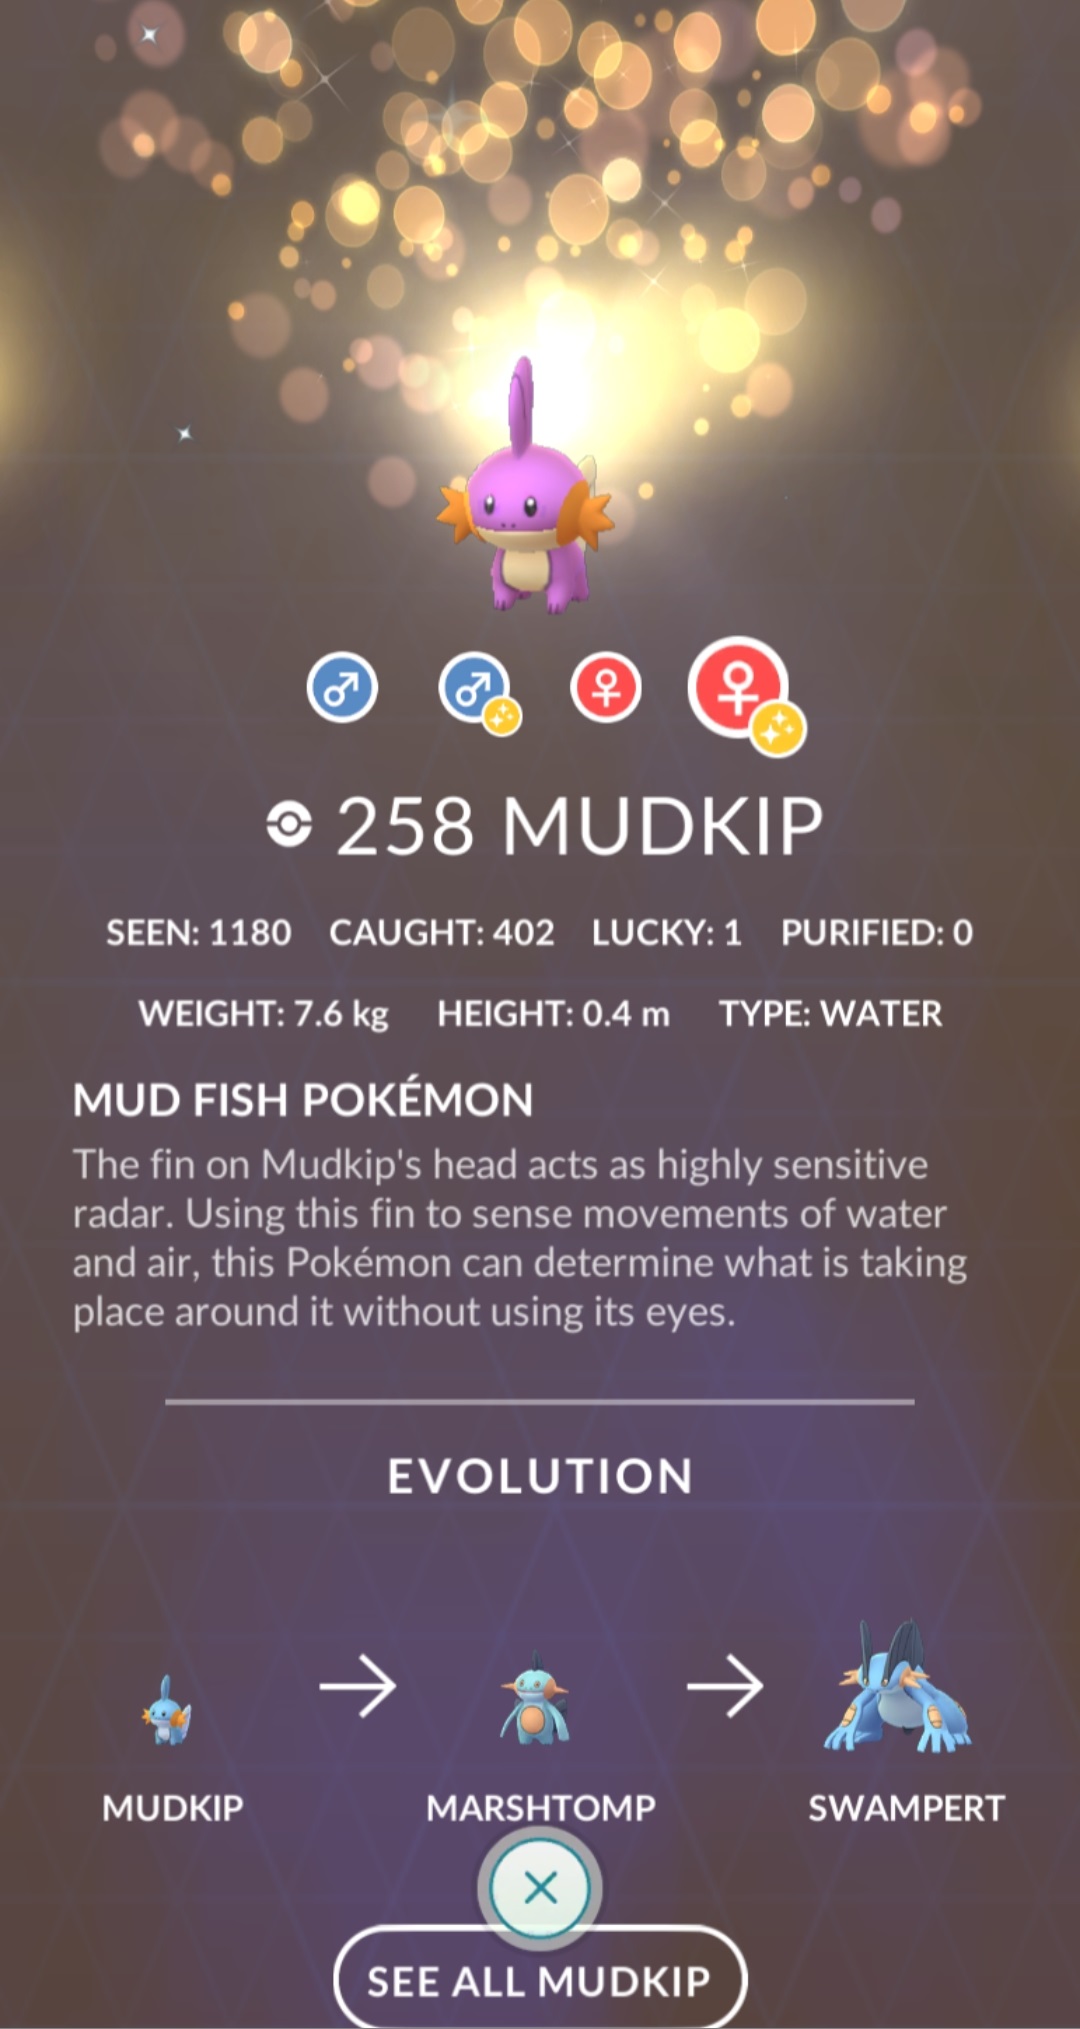 258 MUDKIP
SEEN: 1180 CAUGHT: 402 LUCKY: 1 PURIFIED: 0
WEIGHT: 7.6 kg HEIGHT: 0.4 m TYPE: WATER
MUD FISH POKÉMON
The fin on Mudkip's head acts as highly sensitive
radar. Using this fin to sense movements of water
and air, this Pokémon can determine what is taking
place around it without using its eyes.
EVOLUTION
MUDKIP MARSHTOMP SWAMPERT
SEE ALL MUDKIP